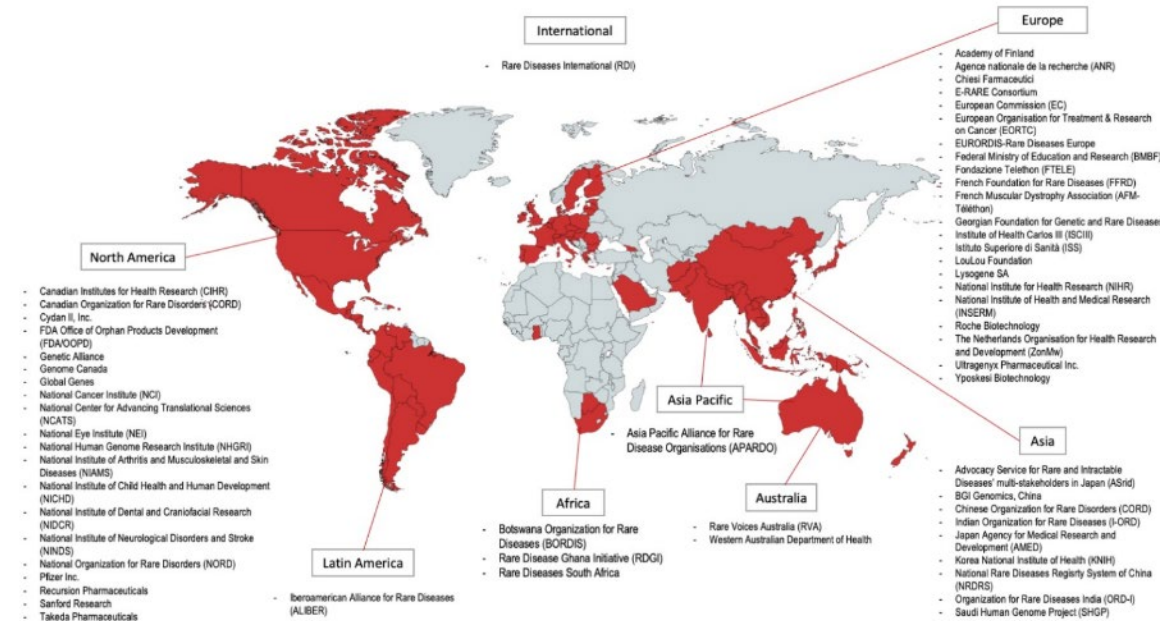 International
- Rare Diseases International (RDI)
Europe
- Academy of Finland
- Agence nationale de la recherche (ANR)
- Chiesi Farmaceutici
- E-RARE Consortium
- European Commission (EC)
- European Organisation for Treatment & Research
on Cancer (EORTC)
- EURORDIS-Rare Diseases Europe
- Federal Ministry of Education and Research (BMBF)
- Fondazione Telethon (FTELE)
- French Foundation for Rare Diseases (FFRD)
- French Muscular Dystrophy Association (AFM-
Téléthon)
- Georgian Foundation for Genetic and Rare Diseases
- Institute of Health Carlos III (ISCIII)
- Istituto Superiore di Sanità (ISS)
- LouLou Foundation
- Lysogene SA
- National Institute for Health Research (NIHR)
- National Institute of Health and Medical Research
(INSERM)
- Roche Biotechnology
- The Netherlands Organisation for Health Research
and Development (ZonMw)
- Ultragenyx Pharmaceutical Inc.
- Yposkesi Biotechnology
North America
- Canadian Institutes for Health Research (CIHR)
- Canadian Organization for Rare Disorders (CORD)
- Cydan II, Inc.
- FDA Office of Orphan Products Development
(FDA/OOPD)
- Genetic Alliance
- Genome Canada
- Global Genes
- National Cancer Institute (NCI)
- National Center for Advancing Translational Sciences
(NCATS)
- National Eye Institute (NEI)
- National Human Genome Research Institute (NHGRI)
- National Institute of Arthritis and Musculoskeletal and Skin
Diseases (NIAMS)
- National Institute of Child Health and Human Development
(NICHD)
- National Institute of Dental and Craniofacial Research
(NIDCR)
- National Institute of Neurological Disorders and Stroke
(NINDS)
- National Organization for Rare Disorders (NORD)
- Pfizer Inc.
- Recursion Pharmaceuticals
- Sanford Research
- Takeda Pharmaceuticals
Latin America
- Iberoamerican Alliance for Rare Diseases
(ALIBER)
Africa
- Botswana Organization for Rare
Diseases (BORDIS)
- Rare Disease Ghana Initiative (RDGI)
- Rare Diseases South Africa
Asia Pacific
- Asia Pacific Alliance for Rare
Disease Organisations (APARDO)
Australia
- Rare Voices Australia (RVA)
- Western Australian Department of Health
Asia
- Advocacy Service for Rare and Intractable
Diseases' multi-stakeholders in Japan (ASrid)
- BGI Genomics, China
- Chinese Organization for Rare Disorders (CORD)
- Indian Organization for Rare Diseases (I-ORD)
- Japan Agency for Medical Research and
Development (AMED)
- Korea National Institute of Health (KNIH)
- National Rare Diseases Regisrty System of China
(NRDRS)
- Organization for Rare Diseases India (ORD-I)
- Saudi Human Genome Project (SHGP)